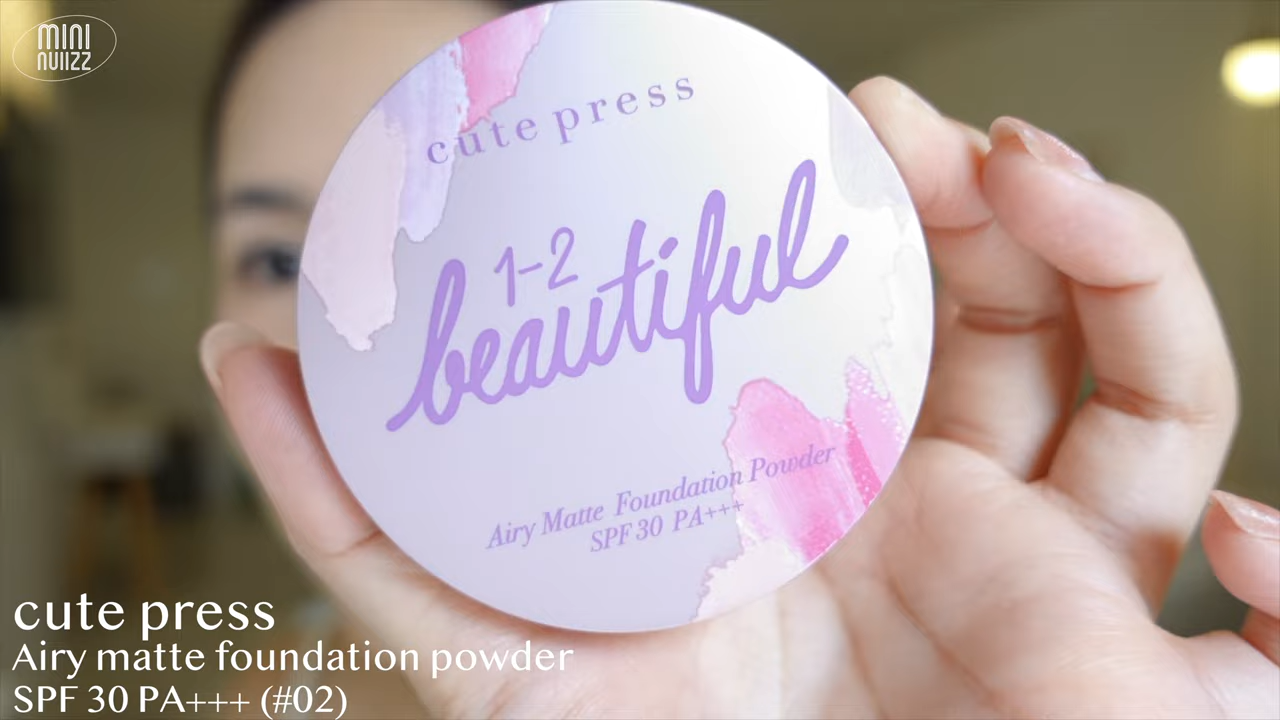 MINI
NUIIZZ
cute press
1-2
beautiful
Airy Matte Foundation Powder
SPF 30 PA+++
cute press
Airy matte foundation powder
SPF 30 PA+++ (#02)